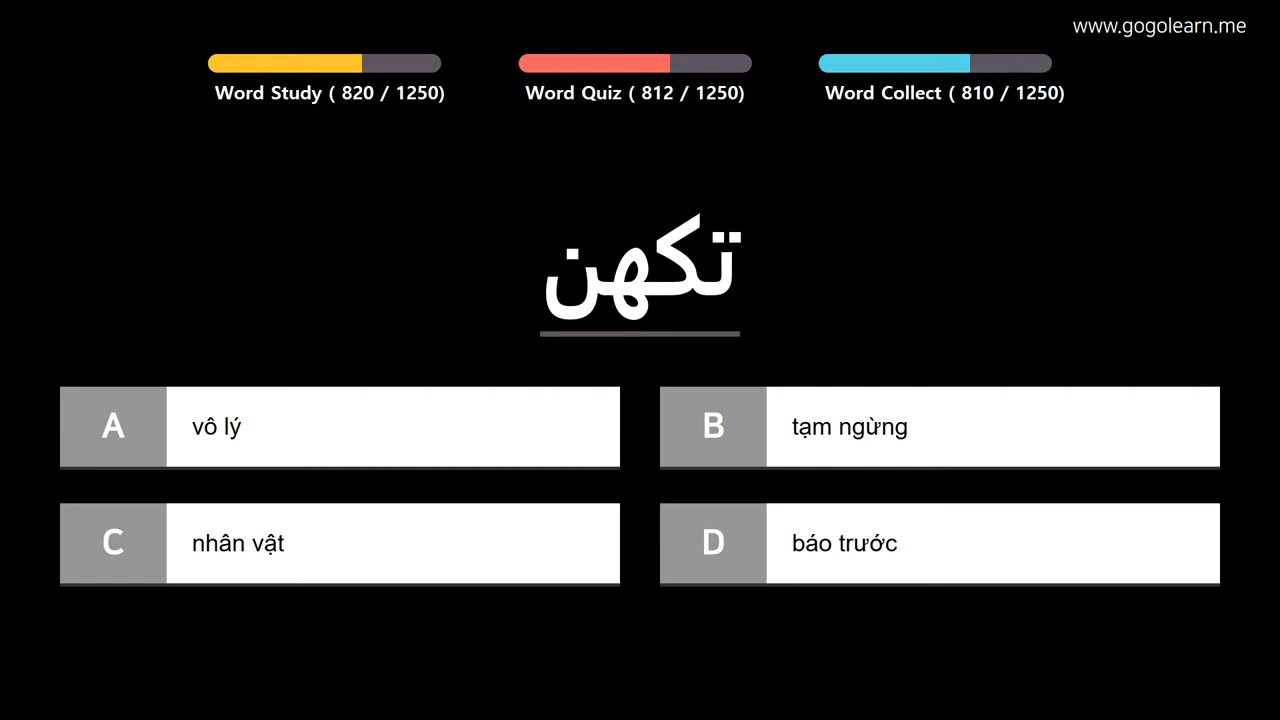 www.gogolearn.me
Word Study ( 820 / 1250)
Word Quiz ( 812 / 1250)
Word Collect ( 810 / 1250)
تكهن
A vô lý
B tạm ngừng
C nhân vật
D báo trước